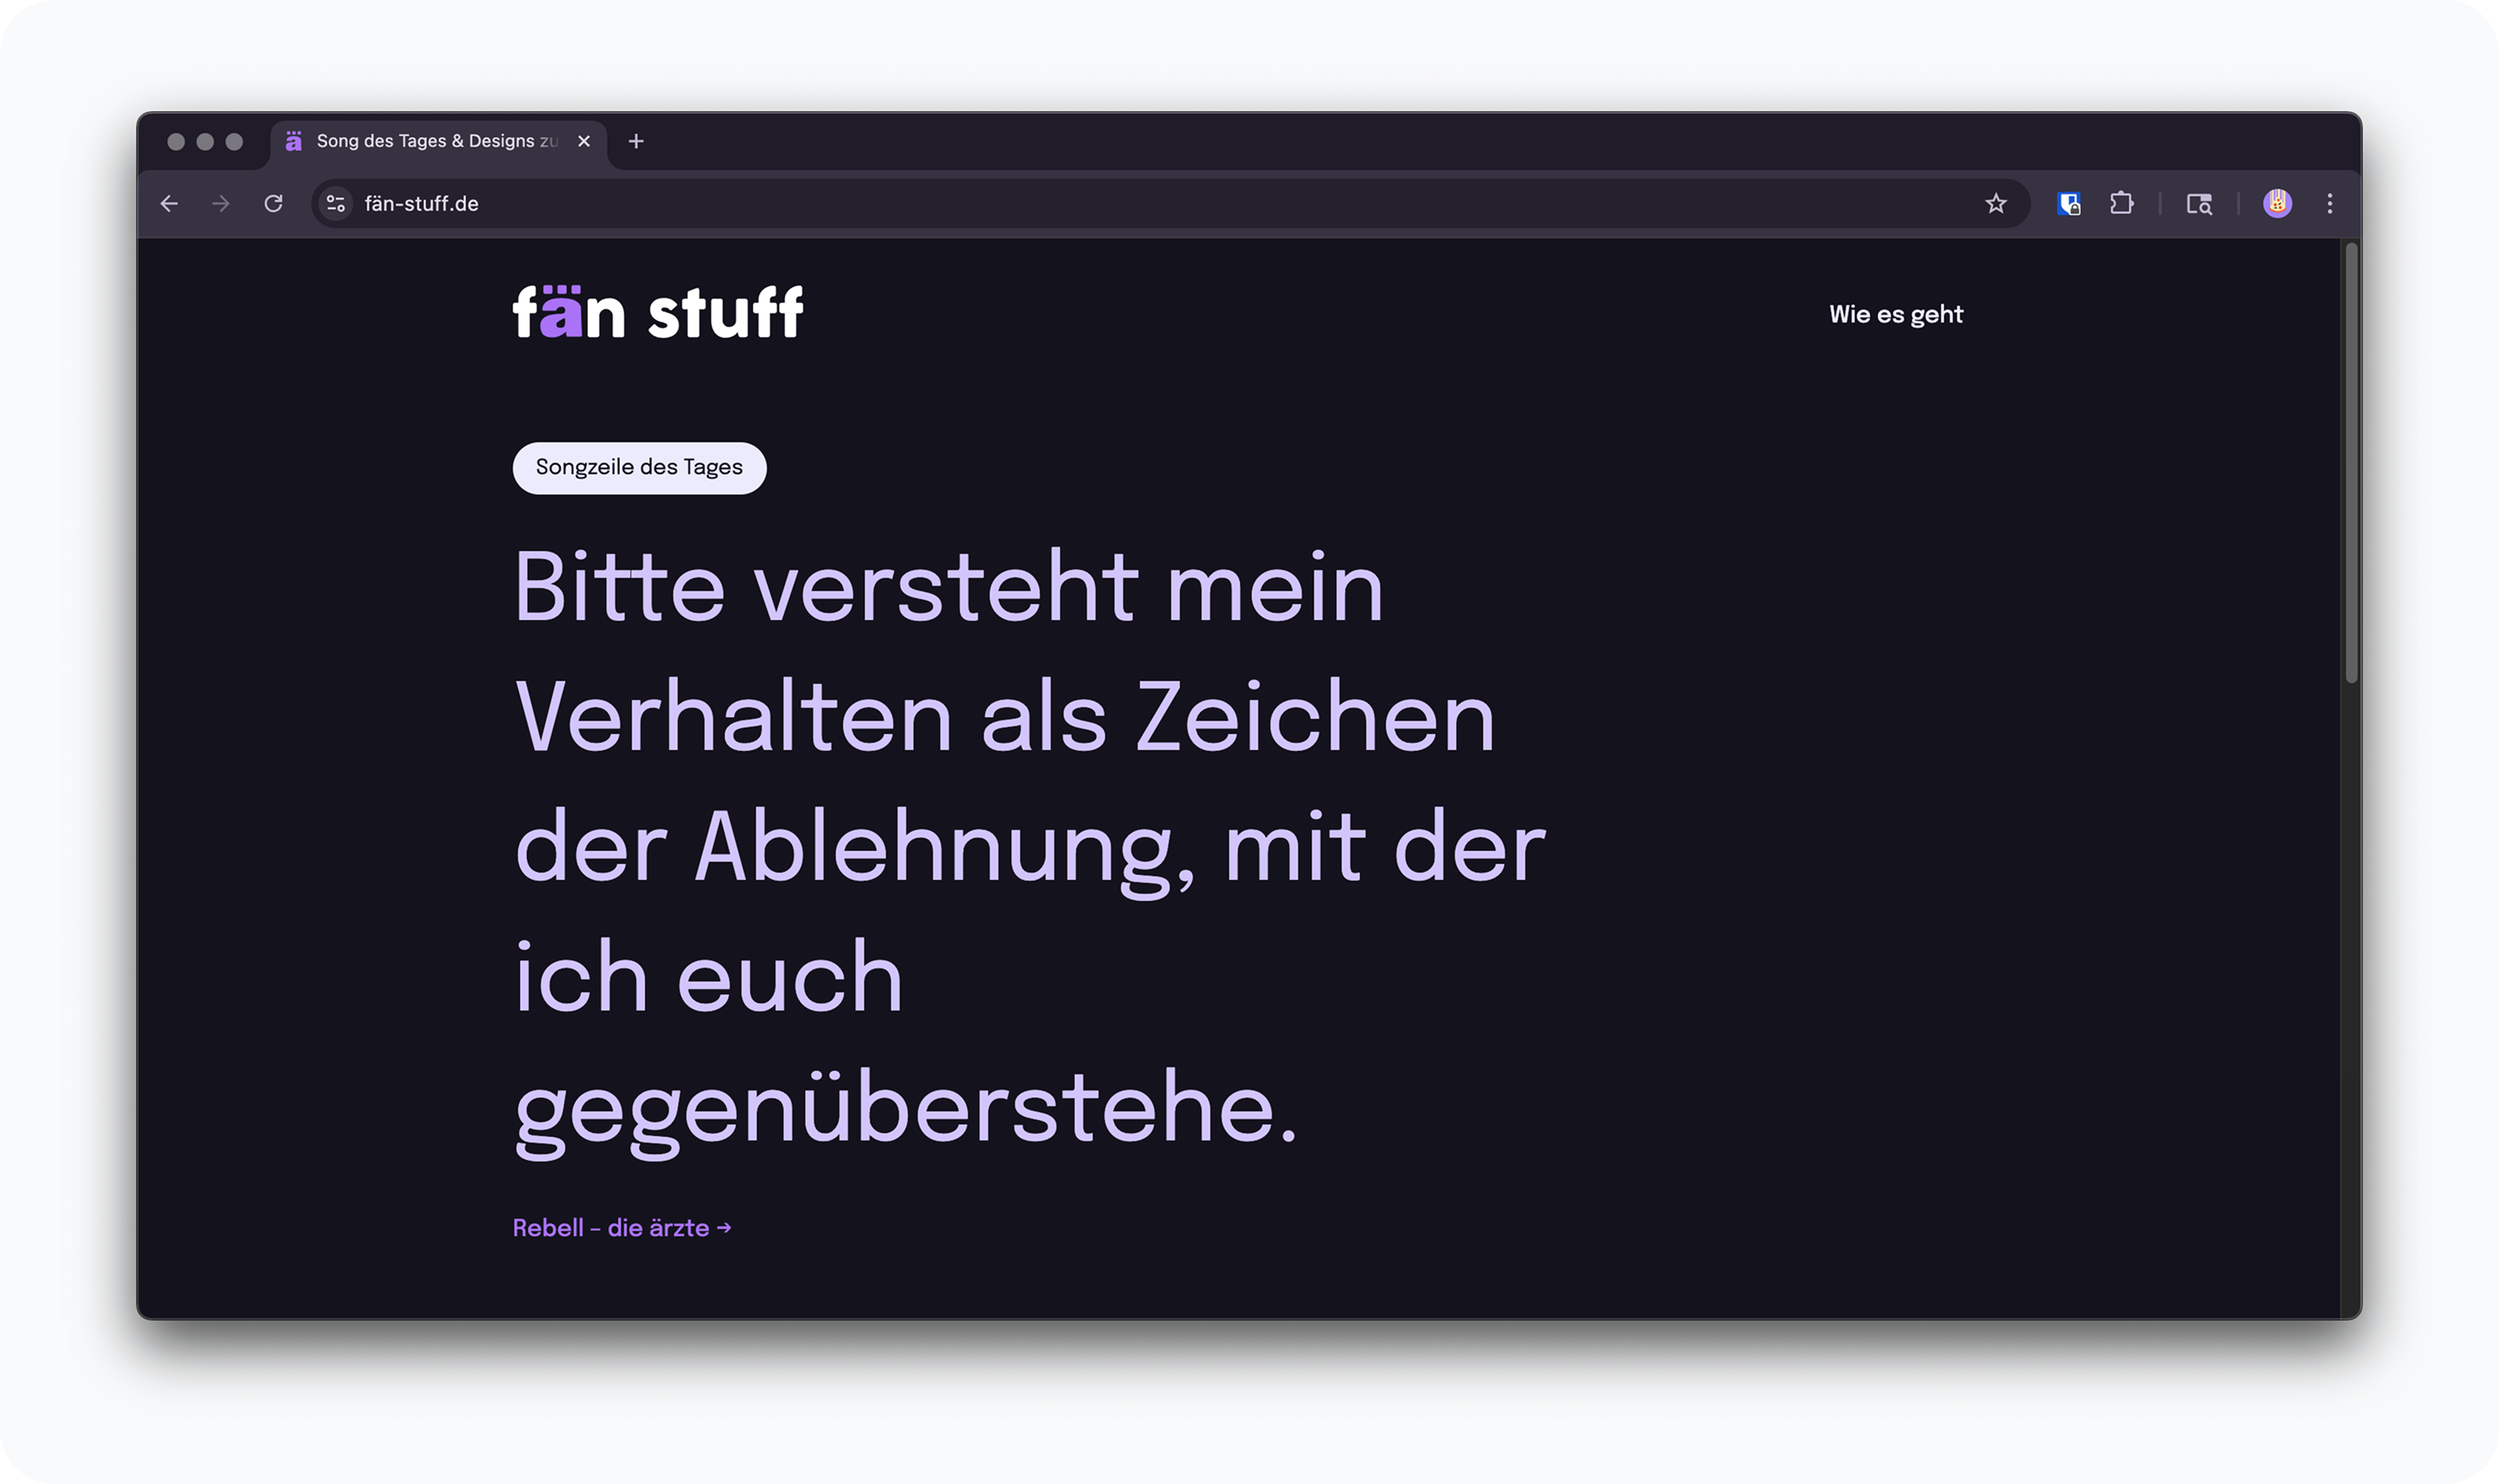 Song des Tages & Designs zu
fän-stuff.de
fän stuff
Wie es geht
Songzeile des Tages
Bitte versteht mein
Verhalten als Zeichen
der Ablehnung, mit der
ich euch
gegenüberstehe.
Rebell – die ärzte →